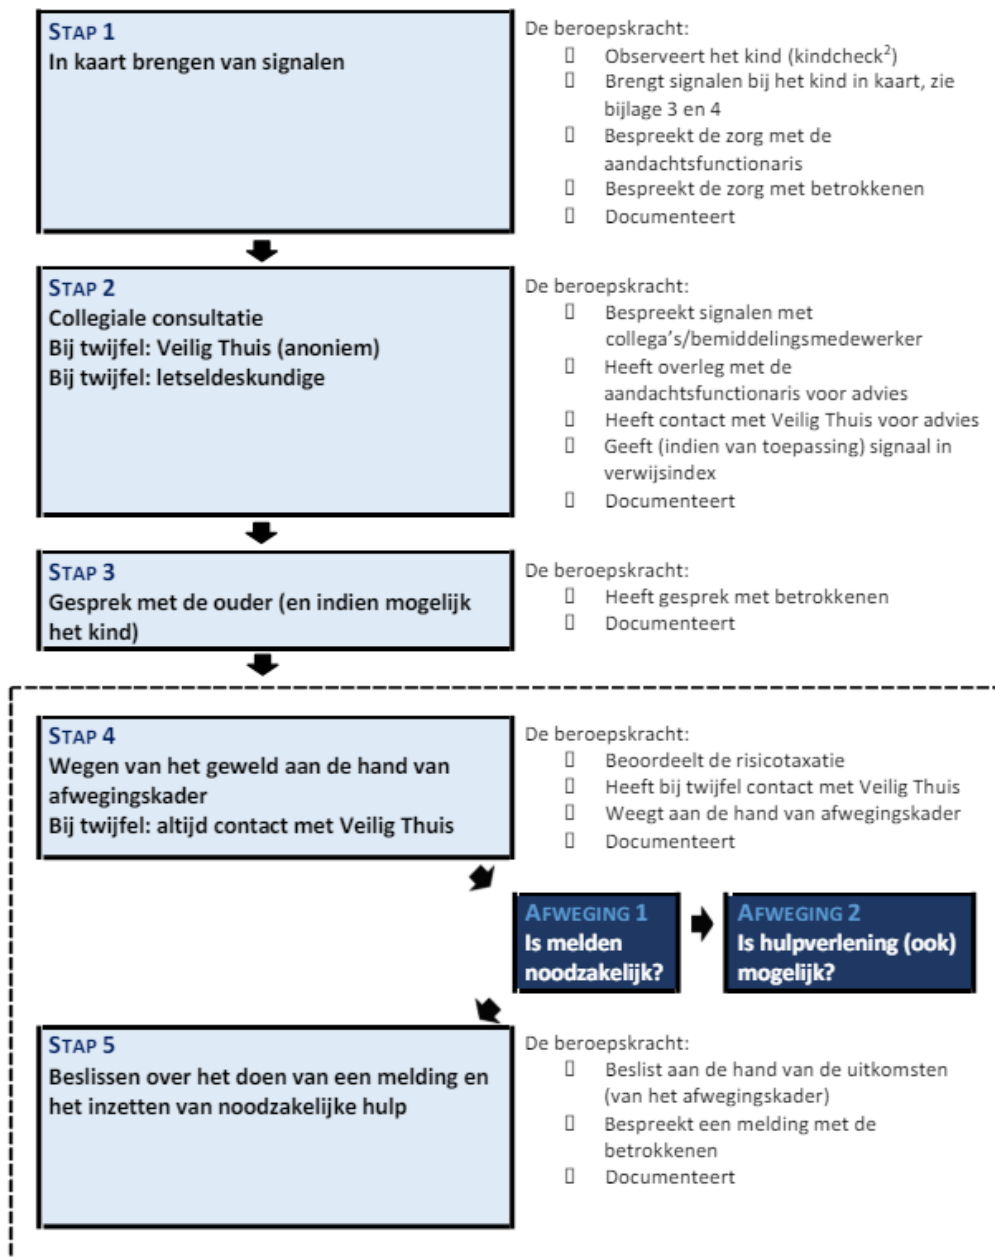 STAP 1
In kaart brengen van signalen
De beroepskracht:
Observeert het kind (kindcheck2)
Brengt signalen bij het kind in kaart, zie
bijlage 3 en 4
Bespreekt de zorg met de
aandachtsfunctionaris
Bespreekt de zorg met betrokkenen
Documenteert
STAP 2
Collegiale consultatie
Bij twijfel: Veilig Thuis (anoniem)
Bij twijfel: letseldeskundige
De beroepskracht:
Bespreekt signalen met
collega's/bemiddelingsmedewerker
Heeft overleg met de
aandachtsfunctionaris voor advies
Heeft contact met Veilig Thuis voor advies
Geeft (indien van toepassing) signaal in
verwijsindex
Documenteert
STAP 3
Gesprek met de ouder (en indien mogelijk
het kind)
De beroepskracht:
Heeft gesprek met betrokkenen
Documenteert
STAP 4
Wegen van het geweld aan de hand van
afwegingskader
Bij twijfel: altijd contact met Veilig Thuis
De beroepskracht:
Beoordeelt de risicotaxatie
Heeft bij twijfel contact met Veilig Thuis
Weegt aan de hand van afwegingskader
Documenteert
AFWEGING 1
Is melden
noodzakelijk?
AFWEGING 2
Is hulpverlening (ook)
mogelijk?
STAP 5
Beslissen over het doen van een melding en
het inzetten van noodzakelijke hulp
De beroepskracht:
Beslist aan de hand van de uitkomsten
(van het afwegingskader)
Bespreekt een melding met de
betrokkenen
Documenteert